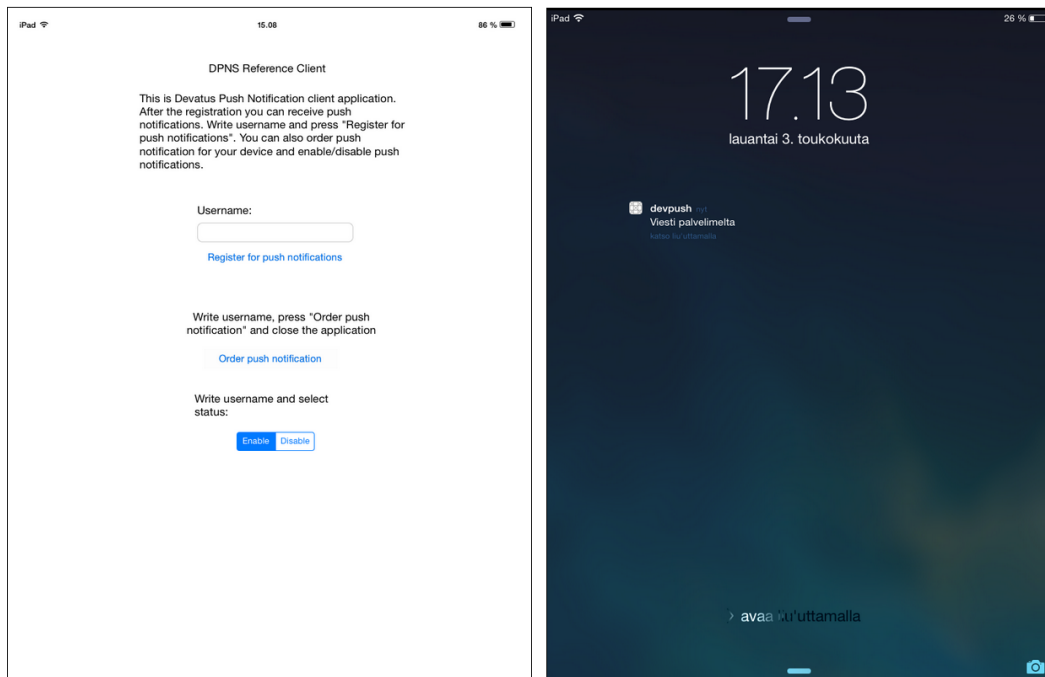 iPad
15.08
86 %
DPNS Reference Client
This is Devatus Push Notification client application.
After the registration you can receive push
notifications. Write username and press "Register for
push notifications". You can also order push
notification for your device and enable/disable push
notifications.
Username:
Register for push notifications
Write username, press "Order push
notification" and close the application
Order push notification
Write username and select
status:
Enable Disable
iPad
26 %
17.13
lauantai 3. toukokuuta
devpush nyt
Viesti palvelimelta
katso liu'uttamalla
› avaa liu'uttamalla